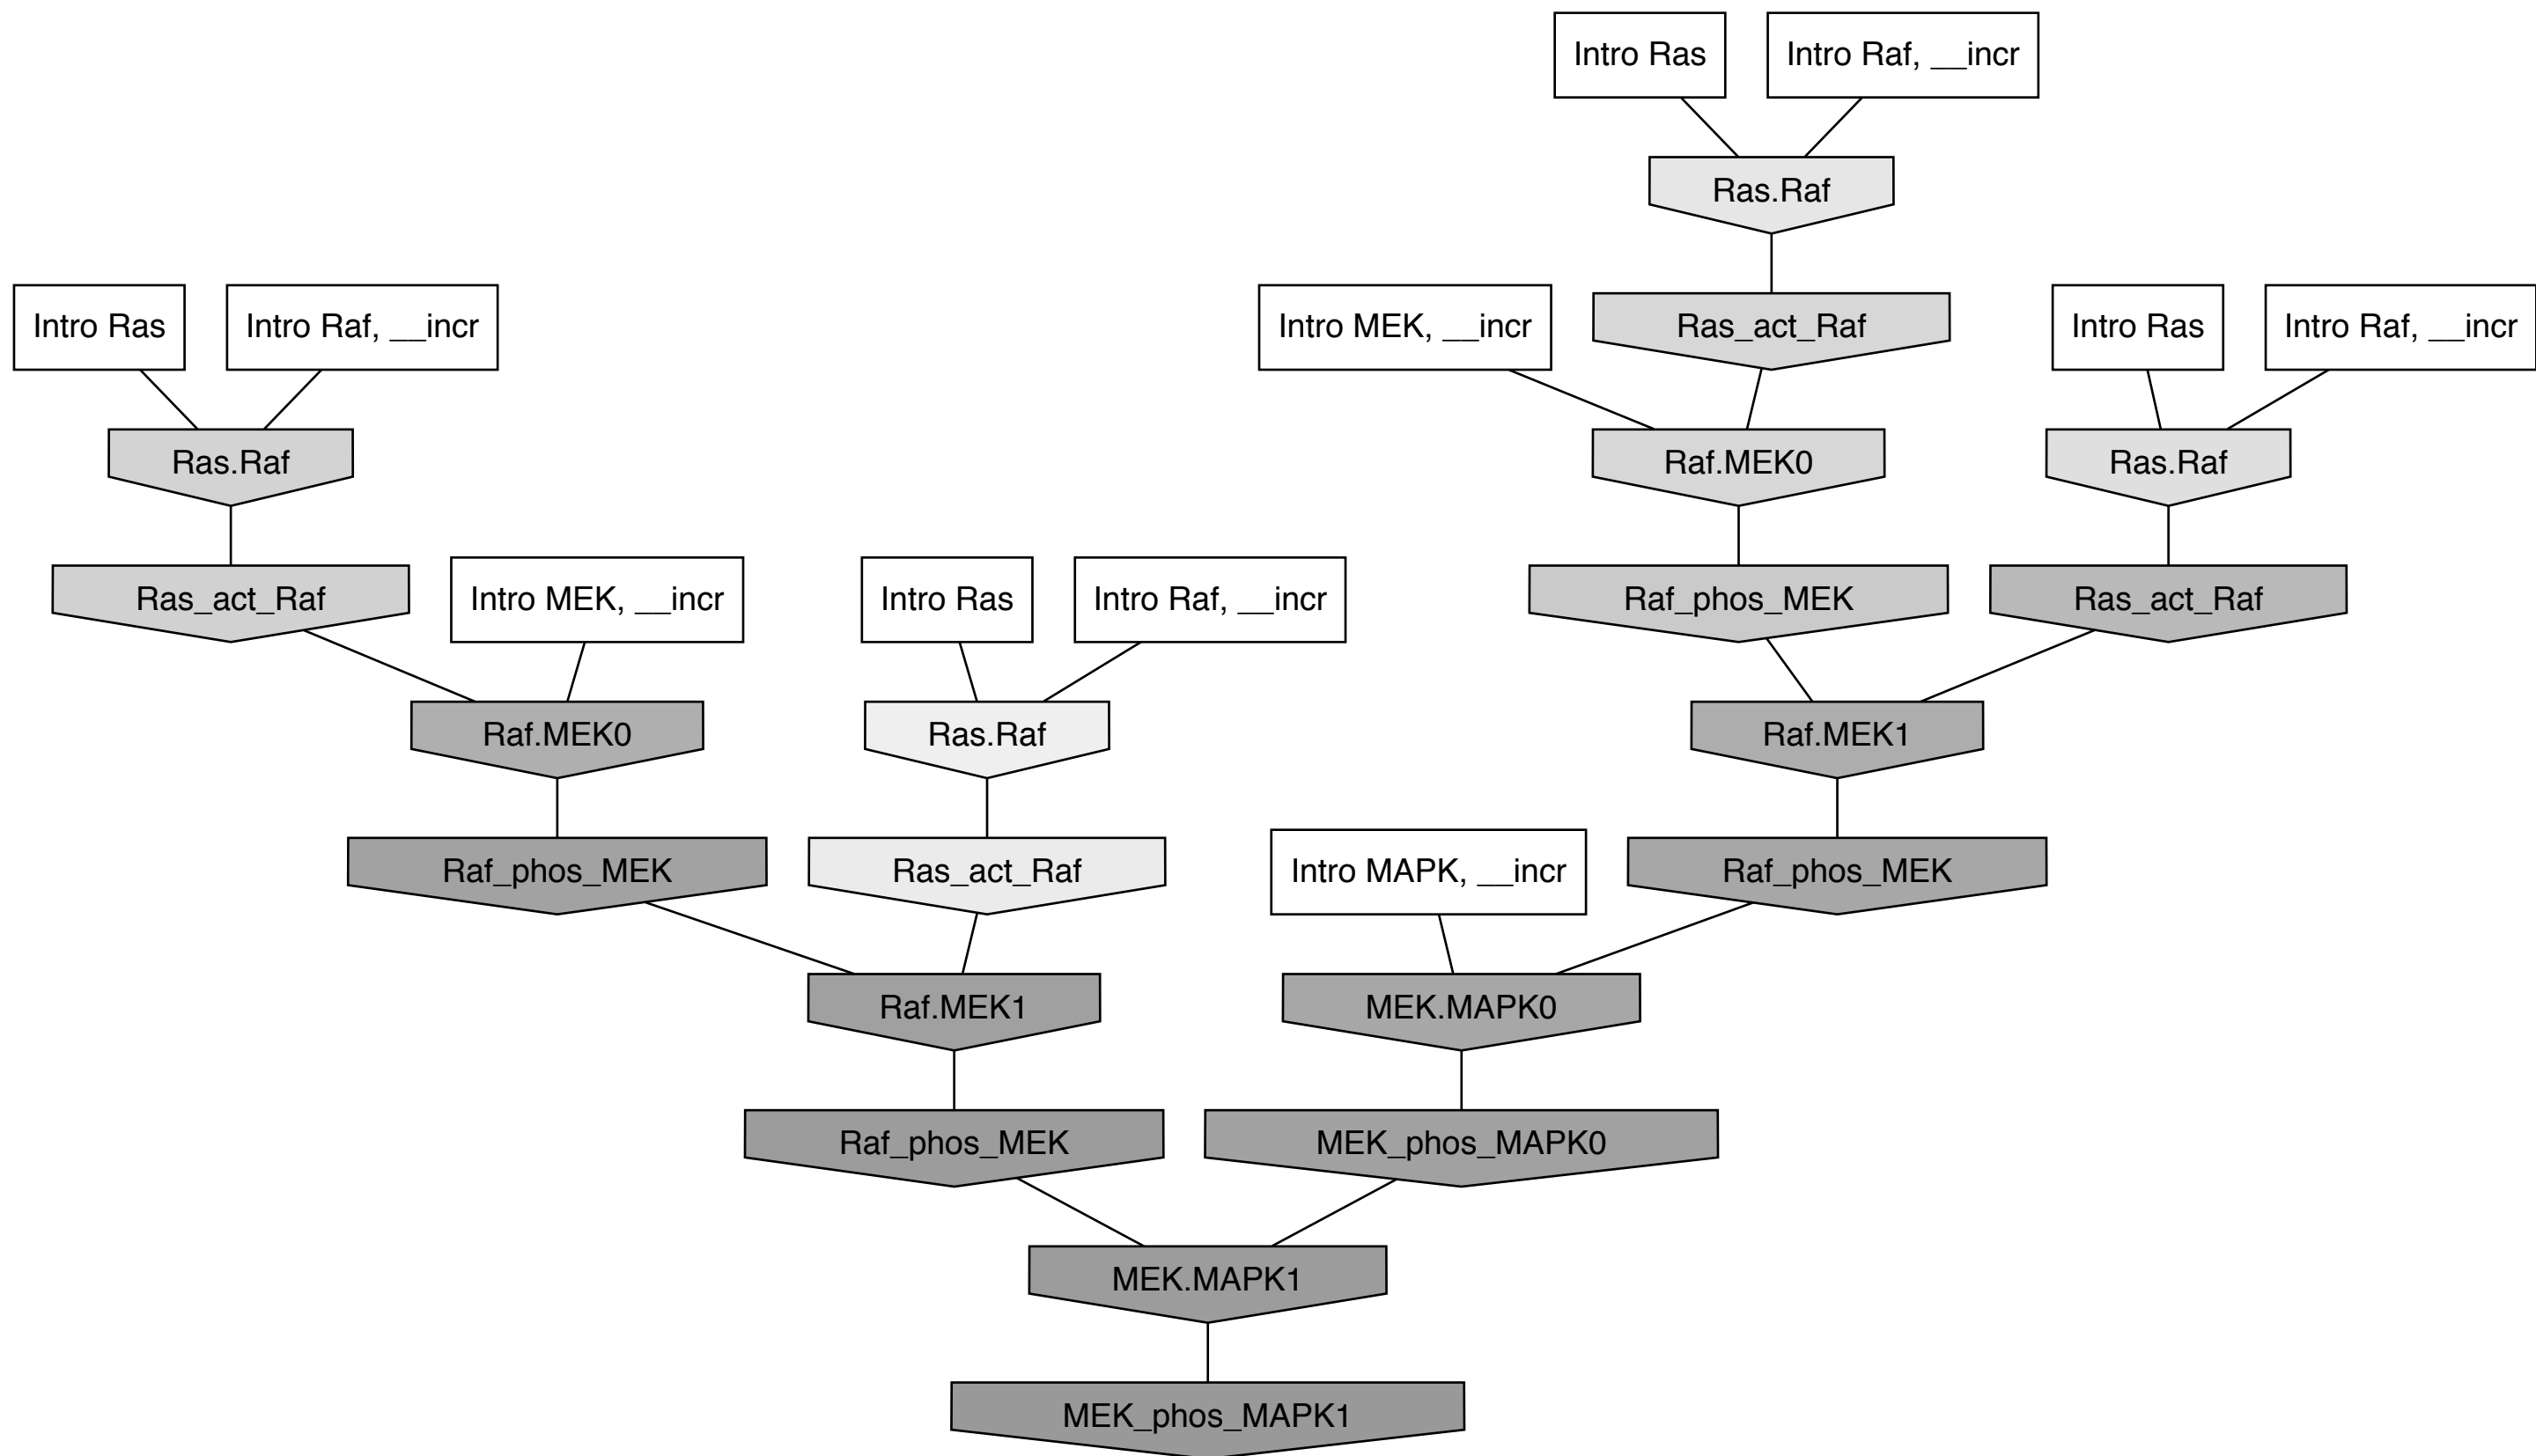 Intro Ras
Intro Raf, __incr
Ras.Raf
Intro Ras
Intro Raf, __incr
Intro MEK, __incr
Ras_act_Raf
Intro Ras
Intro Raf, __incr
Ras.Raf
Raf.MEK0
Ras.Raf
Ras_act_Raf
Intro MEK, __incr
Intro Ras
Intro Raf, __incr
Raf_phos_MEK
Ras_act_Raf
Raf.MEK0
Ras.Raf
Raf.MEK1
Raf_phos_MEK
Ras_act_Raf
Intro MAPK, __incr
Raf_phos_MEK
Raf.MEK1
MEK.MAPK0
Raf_phos_MEK
MEK_phos_MAPK0
MEK.MAPK1
MEK_phos_MAPK1